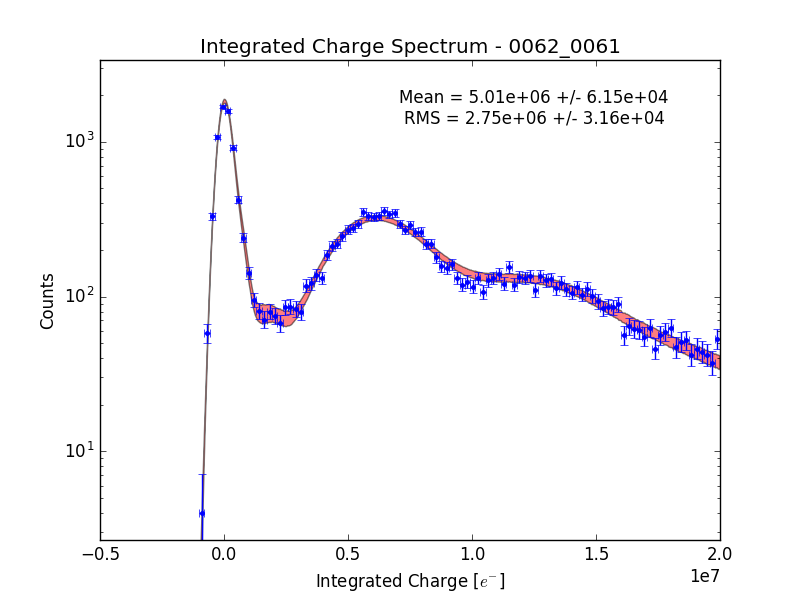 Integrated Charge Spectrum - 0062_0061
Mean = 5.01e+06 +/- 6.15e+04
RMS = 2.75e+06 +/- 3.16e+04
10³
10²
10¹
Counts
−0.5 0.0 0.5 1.0 1.5 2.0
1e7
Integrated Charge [e⁻]